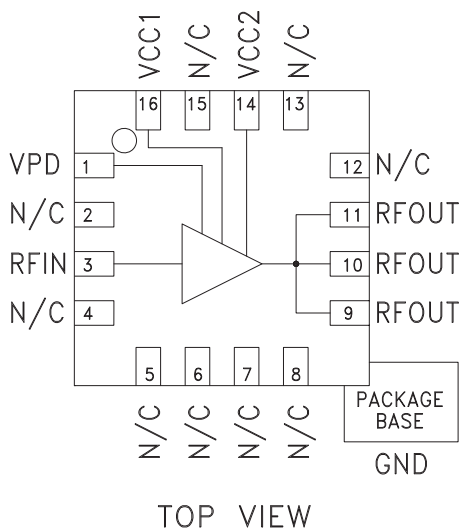 VCC1
N/C
VCC2
N/C
16
15
14
13
VPD
1
12
N/C
N/C
2
11
RFOUT
RFIN
3
10
RFOUT
N/C
4
9
RFOUT
5
6
7
8
N/C
N/C
N/C
N/C
PACKAGE
BASE
GND
TOP VIEW